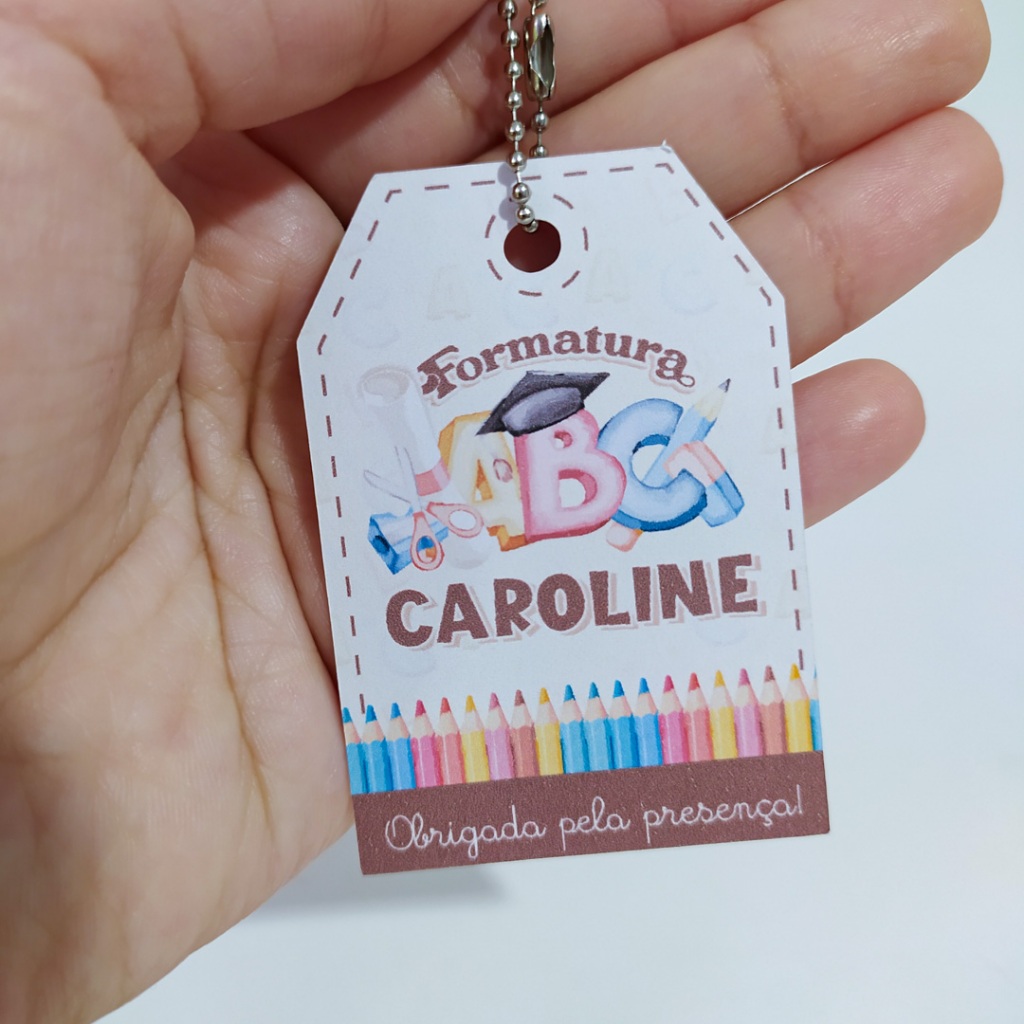 Formatura
ABC
CAROLINE
Obrigada pela presença!